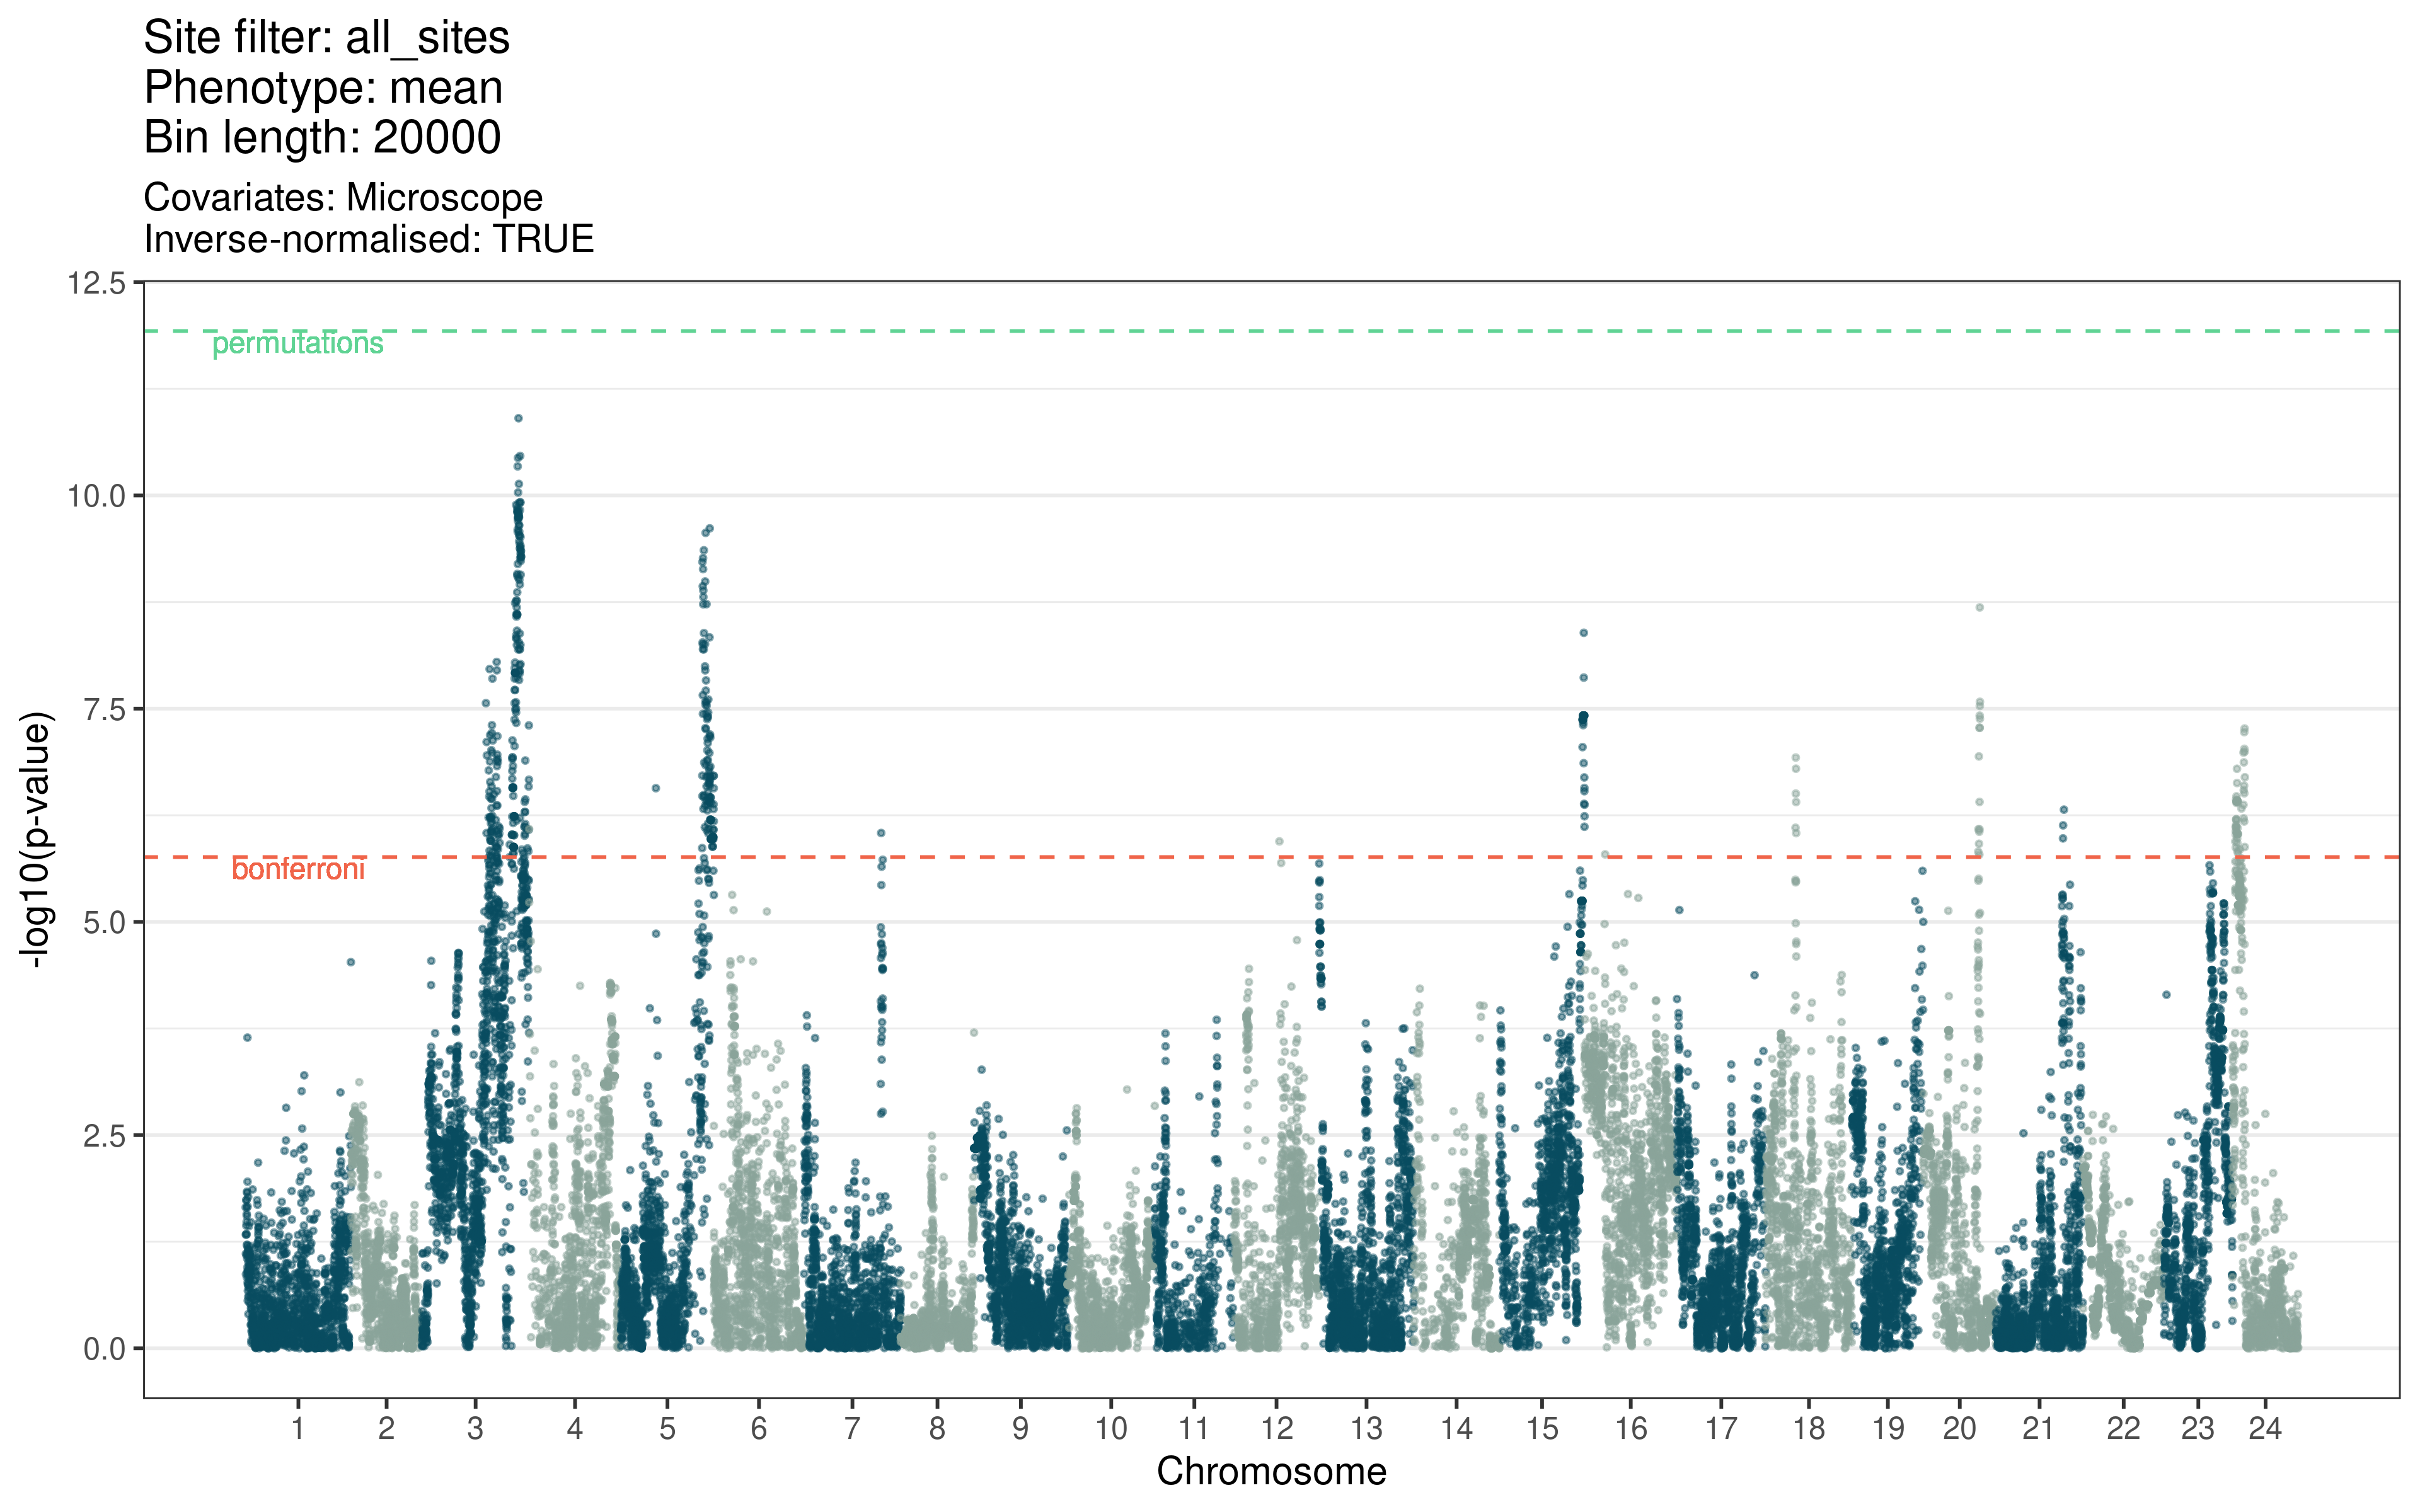 Site filter: all_sites
Phenotype: mean
Bin length: 20000
Covariates: Microscope
Inverse-normalised: TRUE
12.5
permutations
10.0
7.5
bonferroni
5.0
2.5
0.0
-log10(p-value)
1 2 3 4 5 6 7 8 9 10 11 12 13 14 15 16 17 18 19 20 21 22 23 24
Chromosome